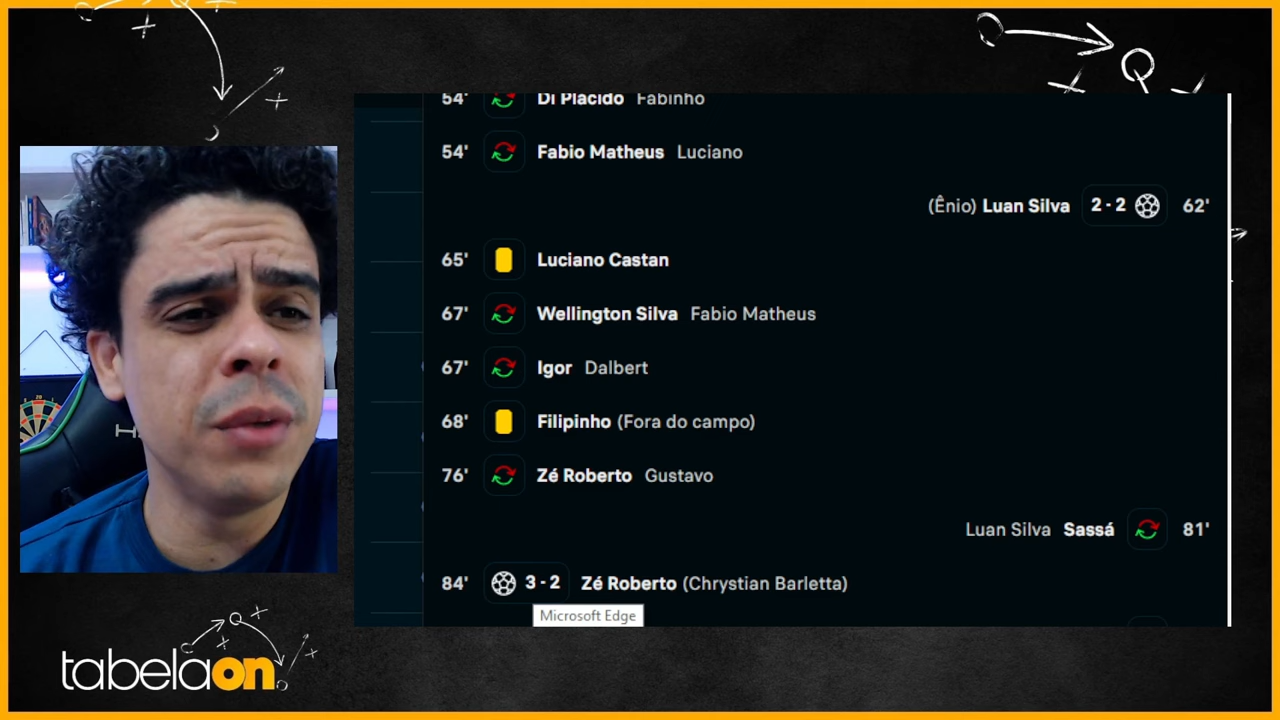 54' Di Placido Fabinho
54' Fabio Matheus Luciano
(Ênio) Luan Silva 2 - 2 62'
65' Luciano Castan
67' Wellington Silva Fabio Matheus
67' Igor Dalbert
68' Filipinho (Fora do campo)
76' Zé Roberto Gustavo
Luan Silva Sassá 81'
84' 3 - 2 Zé Roberto (Chrystian Barletta)
Microsoft Edge
tabelaon